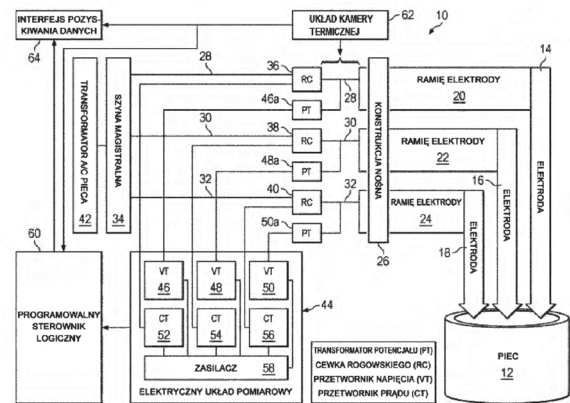 INTERFEJS POZYS-
KIWANIA DANYCH
64
UKŁAD KAMERY
TERMICZNEJ
62
10
14
28
36
RC
28
RAMIĘ ELEKTRODY
20
46a
PT
TRANSFORMATOR A/C PIECA
42
SZYNA MAGISTRALNA
34
30
38
RC
30
KONSTRUKCJA NOŚNA
26
RAMIĘ ELEKTRODY
22
48a
PT
16
32
40
RC
32
RAMIĘ ELEKTRODY
24
50a
PT
18
ELEKTRODA
ELEKTRODA
ELEKTRODA
60
PROGRAMOWALNY
STEROWNIK
LOGICZNY
VT
46
VT
48
VT
50
44
CT
52
CT
54
CT
56
ZASILACZ
58
ELEKTRYCZNY UKŁAD POMIAROWY
TRANSFORMATOR POTENCJAŁU (PT)
CEWKA ROGOWSKIEGO (RC)
PRZETWORNIK NAPIĘCIA (VT)
PRZETWORNIK PRĄDU (CT)
PIEC
12